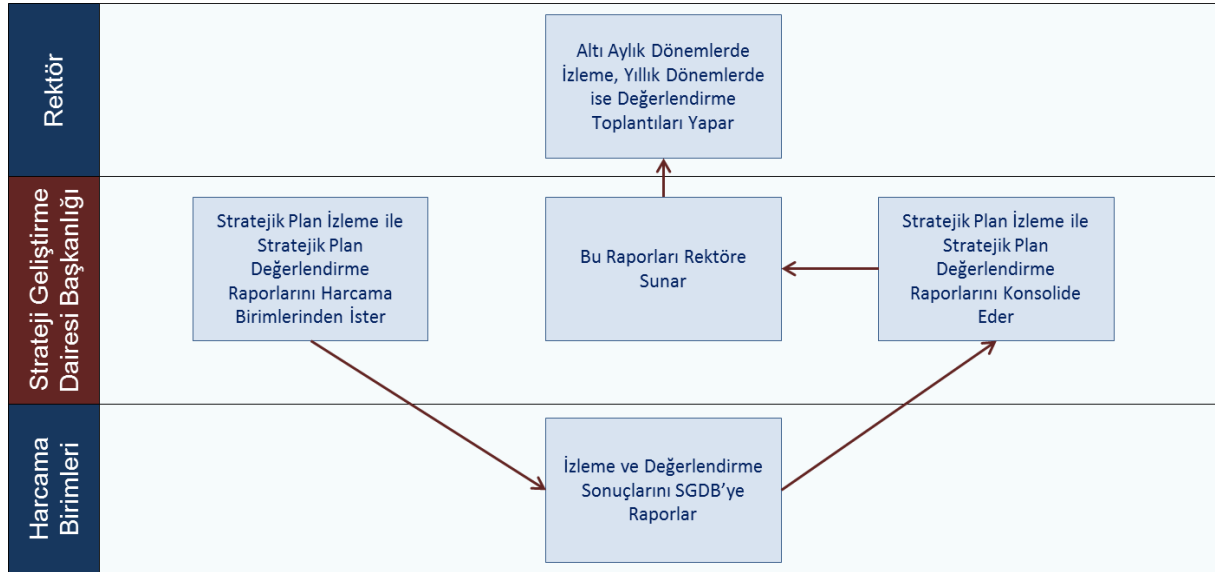 Rektör
Altı Aylık Dönemlerde
İzleme, Yıllık Dönemlerde
ise Değerlendirme
Toplantıları Yapar
Strateji Geliştirme
Dairesi Başkanlığı
Stratejik Plan İzleme ile
Stratejik Plan
Değerlendirme
Raporlarını Harcama
Birimlerinden İster
Bu Raporları Rektöre
Sunar
Stratejik Plan İzleme ile
Stratejik Plan
Değerlendirme
Raporlarını Konsolide
Eder
Harcama
Birimleri
İzleme ve Değerlendirme
Sonuçlarını SGDB’ye
Raporlar